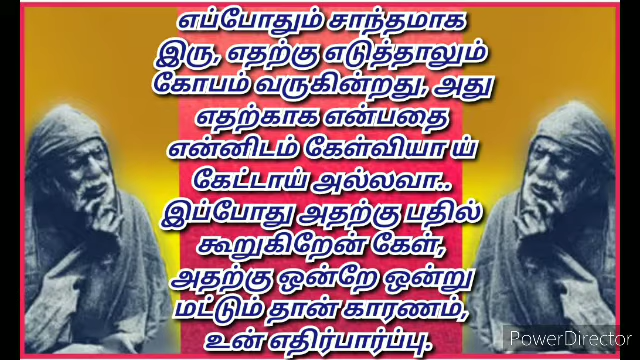 எப்போதும் சாந்தமாக
இரு, எதற்கு எடுத்தாலும்
கோபம் வருகின்றது, அது
எதற்காக என்பதை
என்னிடம் கேள்வியா ய்
கேட்டாய் அல்லவா..
இப்போது அதற்கு பதில்
கூறுகிறேன் கேள்,
அதற்கு ஒன்றே ஒன்று
மட்டும் தான் காரணம்,
உன் எதிர்பார்ப்பு.
PowerDirector